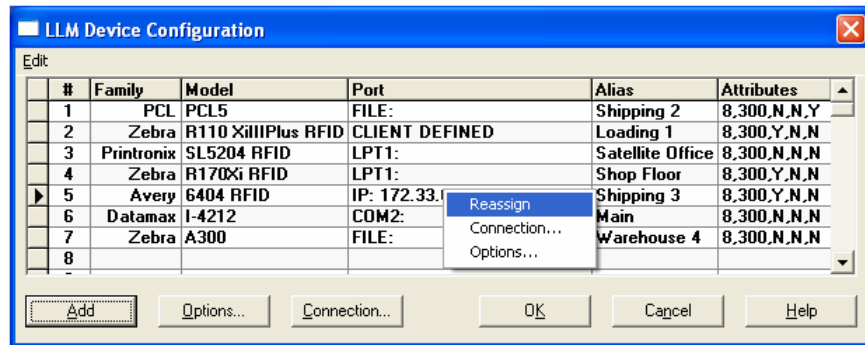 LLM Device Configuration
Edit
# Family Model Port Alias Attributes
1 PCL PCL5 FILE: Shipping 2 8,300,N,N,Y
2 Zebra R110 XiIIIPlus RFID CLIENT DEFINED Loading 1 8,300,Y,N,N
3 Printronix SL5204 RFID LPT1: Satellite Office 8,300,N,N,N
4 Zebra R170Xi RFID LPT1: Shop Floor 8,300,Y,N,N
5 Avery 6404 RFID IP: 172.33. Shipping 3 8,300,Y,N,N
6 Datamax I-4212 COM2: Main 8,300,N,N,N
7 Zebra A300 FILE: Warehouse 4 8,300,N,N,N
8
Reassign
Connection...
Options...
Add Options... Connection... OK Cancel Help